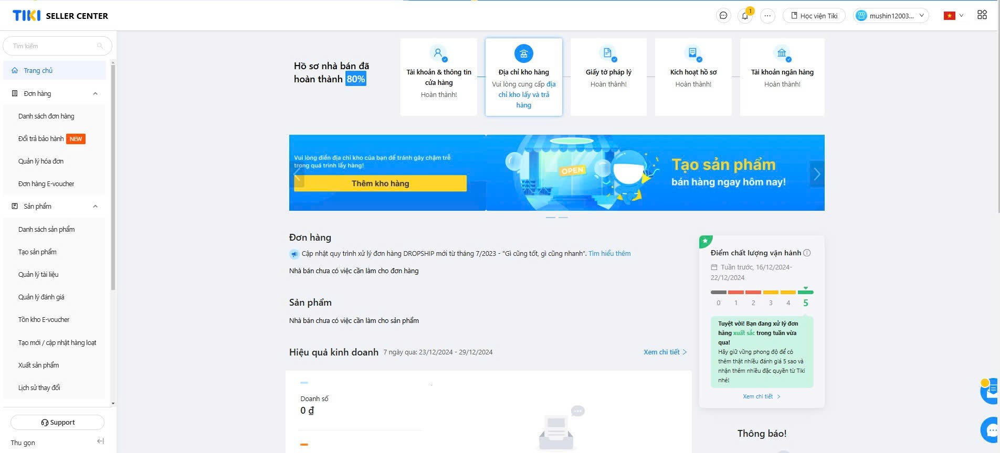 TIKI SELLER CENTER
1
Học viện Tiki
mushin12003...
Tìm kiếm
Trang chủ
Đơn hàng
Danh sách đơn hàng
Đổi trả bảo hành NEW
Quản lý hóa đơn
Đơn hàng E-voucher
Sản phẩm
Danh sách sản phẩm
Tạo sản phẩm
Quản lý tài liệu
Quản lý đánh giá
Tồn kho E-voucher
Tạo mới / cập nhật hàng loạt
Xuất sản phẩm
Lịch sử thay đổi
Support
Thu gọn
Hồ sơ nhà bán đã
hoàn thành 80%
Tài khoản & thông tin
cửa hàng
Hoàn thành!
Địa chỉ kho hàng
Vui lòng cung cấp địa
chỉ kho lấy và trả
hàng
Giấy tờ pháp lý
Hoàn thành!
Kích hoạt hồ sơ
Hoàn thành!
Tài khoản ngân hàng
Hoàn thành!
Vui lòng điền địa chỉ kho của bạn để tránh gây chậm trễ
trong quá trình lấy hàng!
Thêm kho hàng
OPEN
Tạo sản phẩm
bán hàng ngay hôm nay!
Đơn hàng
Cập nhật quy trình xử lý đơn hàng DROPSHIP mới từ tháng 7/2023 - "Gì cũng tốt, gì cũng nhanh". Tìm hiểu thêm
Nhà bán chưa có việc cần làm cho đơn hàng
Sản phẩm
Nhà bán chưa có việc cần làm cho sản phẩm
Hiệu quả kinh doanh 7 ngày qua: 23/12/2024 - 29/12/2024
Xem chi tiết >
Doanh số
0 ₫
Điểm chất lượng vận hành
Tuần trước, 16/12/2024-
22/12/2024
0 1 2 3 4 5
Tuyệt vời! Bạn đang xử lý đơn
hàng xuất sắc trong tuần vừa
qua!
Hãy giữ vững phong độ để có
thêm thật nhiều đánh giá 5 sao và
nhận thêm nhiều đặc quyền từ Tiki
nhé!
Xem chi tiết >
Thông báo!